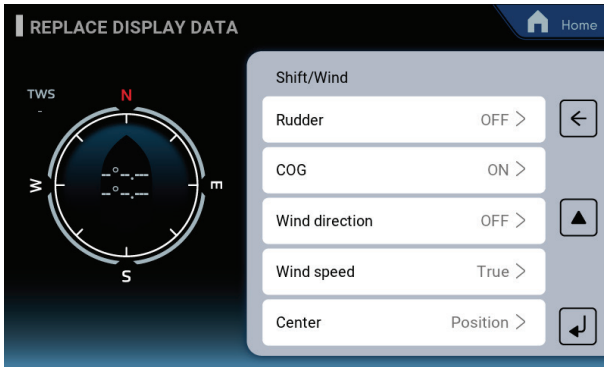 REPLACE DISPLAY DATA
Home
TWS
-
N
W
E
S
--°--.---
--°--.---
Shift/Wind
Rudder OFF >
COG ON >
Wind direction OFF >
Wind speed True >
Center Position >